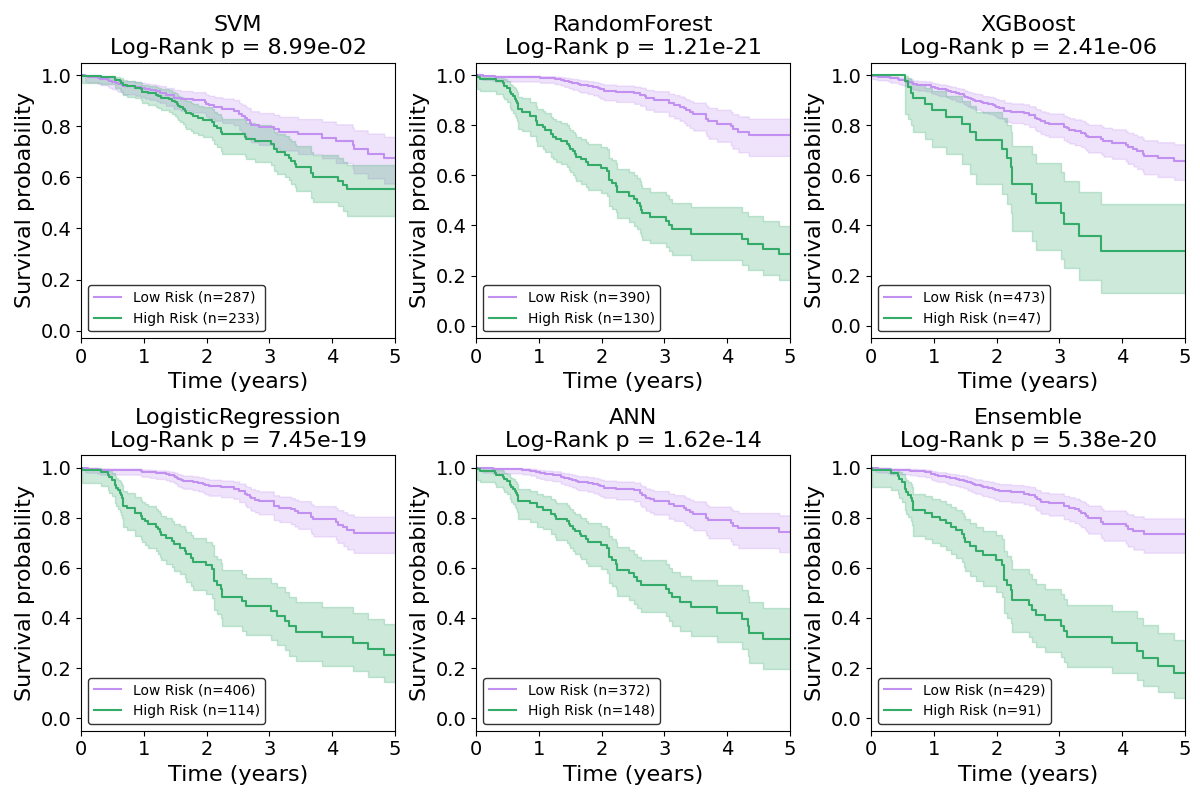 SVM
Log-Rank p = 8.99e-02
Survival probability
1.0
0.8
0.6
0.4
0.2
0.0
Low Risk (n=287)
High Risk (n=233)
0 1 2 3 4 5
Time (years)
RandomForest
Log-Rank p = 1.21e-21
Survival probability
1.0
0.8
0.6
0.4
0.2
0.0
Low Risk (n=390)
High Risk (n=130)
0 1 2 3 4 5
Time (years)
XGBoost
Log-Rank p = 2.41e-06
Survival probability
1.0
0.8
0.6
0.4
0.2
0.0
Low Risk (n=473)
High Risk (n=47)
0 1 2 3 4 5
Time (years)
LogisticRegression
Log-Rank p = 7.45e-19
Survival probability
1.0
0.8
0.6
0.4
0.2
0.0
Low Risk (n=406)
High Risk (n=114)
0 1 2 3 4 5
Time (years)
ANN
Log-Rank p = 1.62e-14
Survival probability
1.0
0.8
0.6
0.4
0.2
0.0
Low Risk (n=372)
High Risk (n=148)
0 1 2 3 4 5
Time (years)
Ensemble
Log-Rank p = 5.38e-20
Survival probability
1.0
0.8
0.6
0.4
0.2
0.0
Low Risk (n=429)
High Risk (n=91)
0 1 2 3 4 5
Time (years)